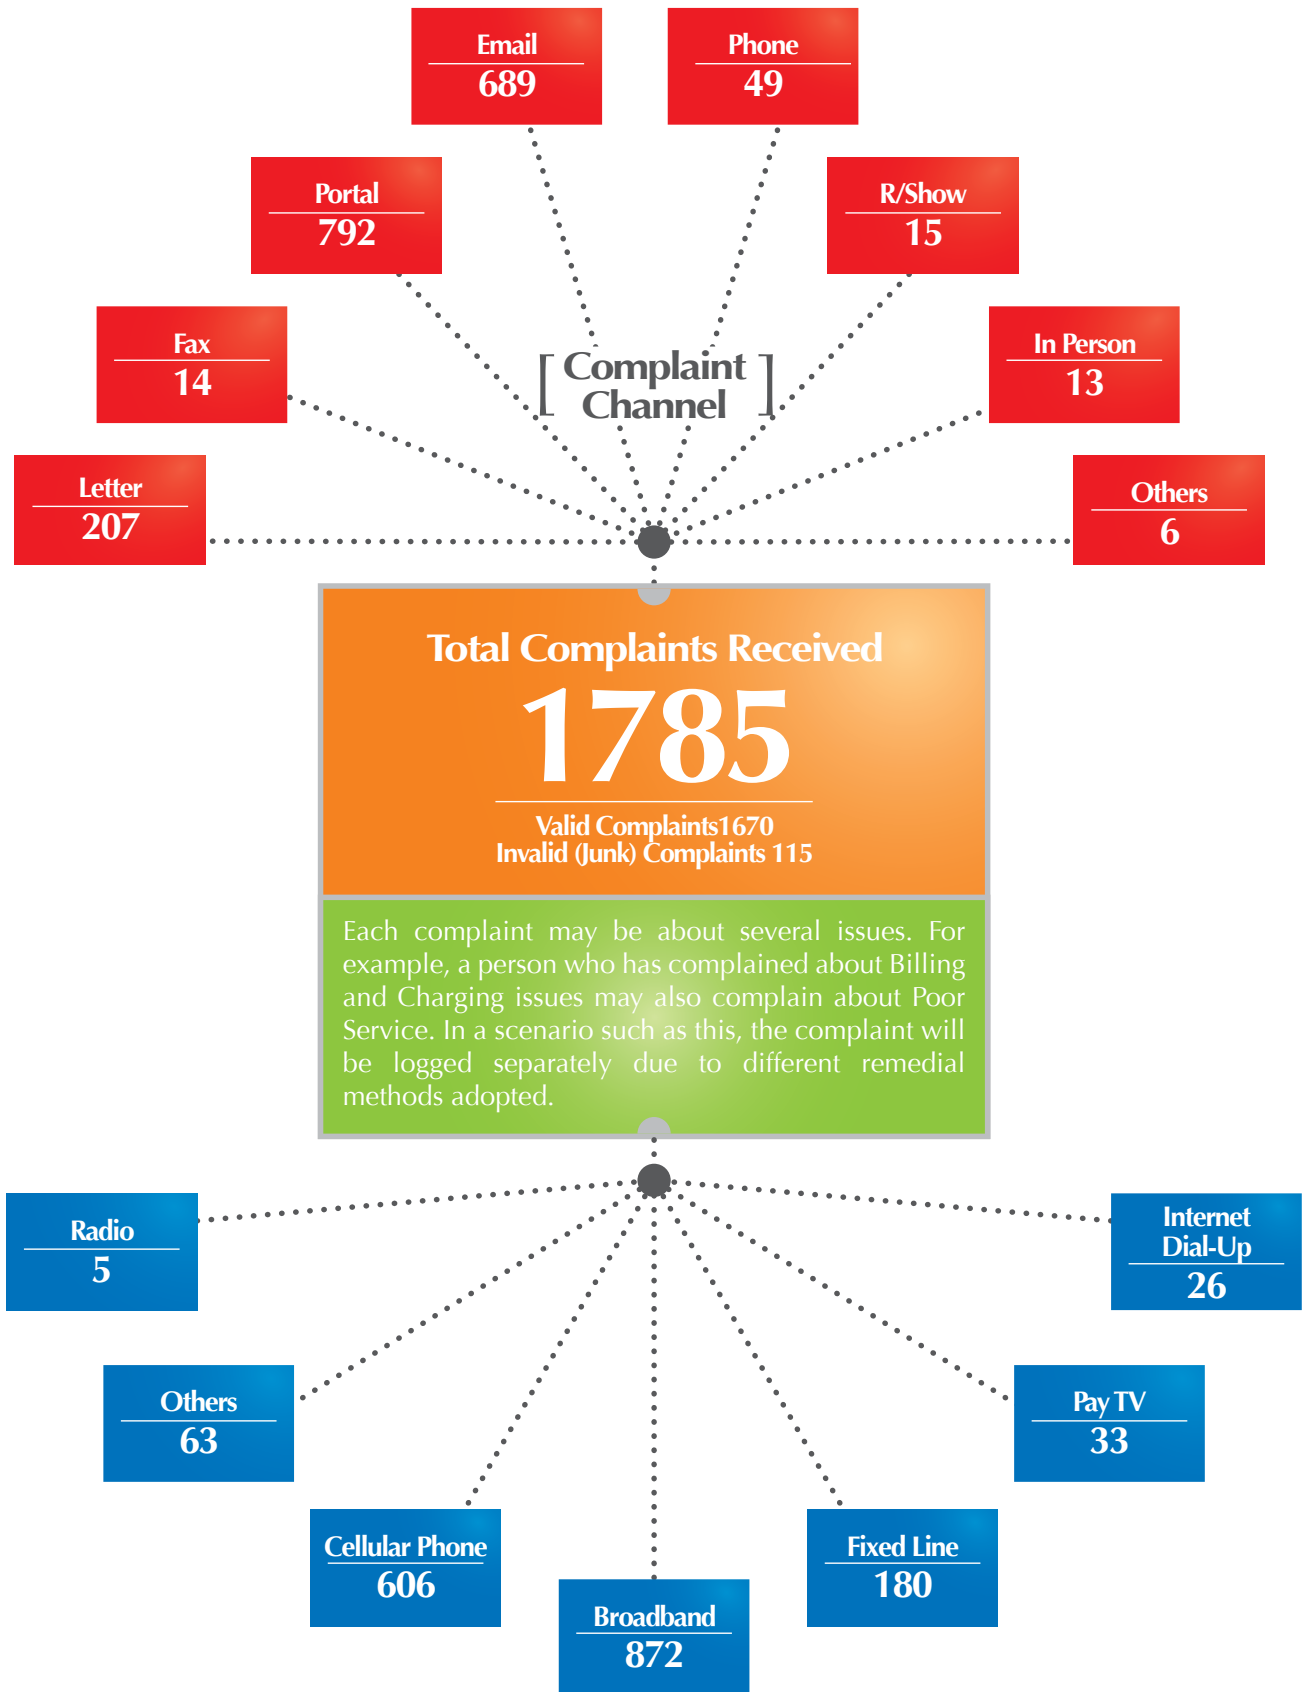 Email
689
Phone
49
Portal
792
R/Show
15
Fax
14
In Person
13
[ Complaint
Channel ]
Letter
207
Others
6
Total Complaints Received
1785
Valid Complaints1670
Invalid (Junk) Complaints 115
Each complaint may be about several issues. For
example, a person who has complained about Billing
and Charging issues may also complain about Poor
Service. In a scenario such as this, the complaint will
be logged separately due to different remedial
methods adopted.
Radio
5
Internet
Dial-Up
26
Others
63
Pay TV
33
Cellular Phone
606
Fixed Line
180
Broadband
872